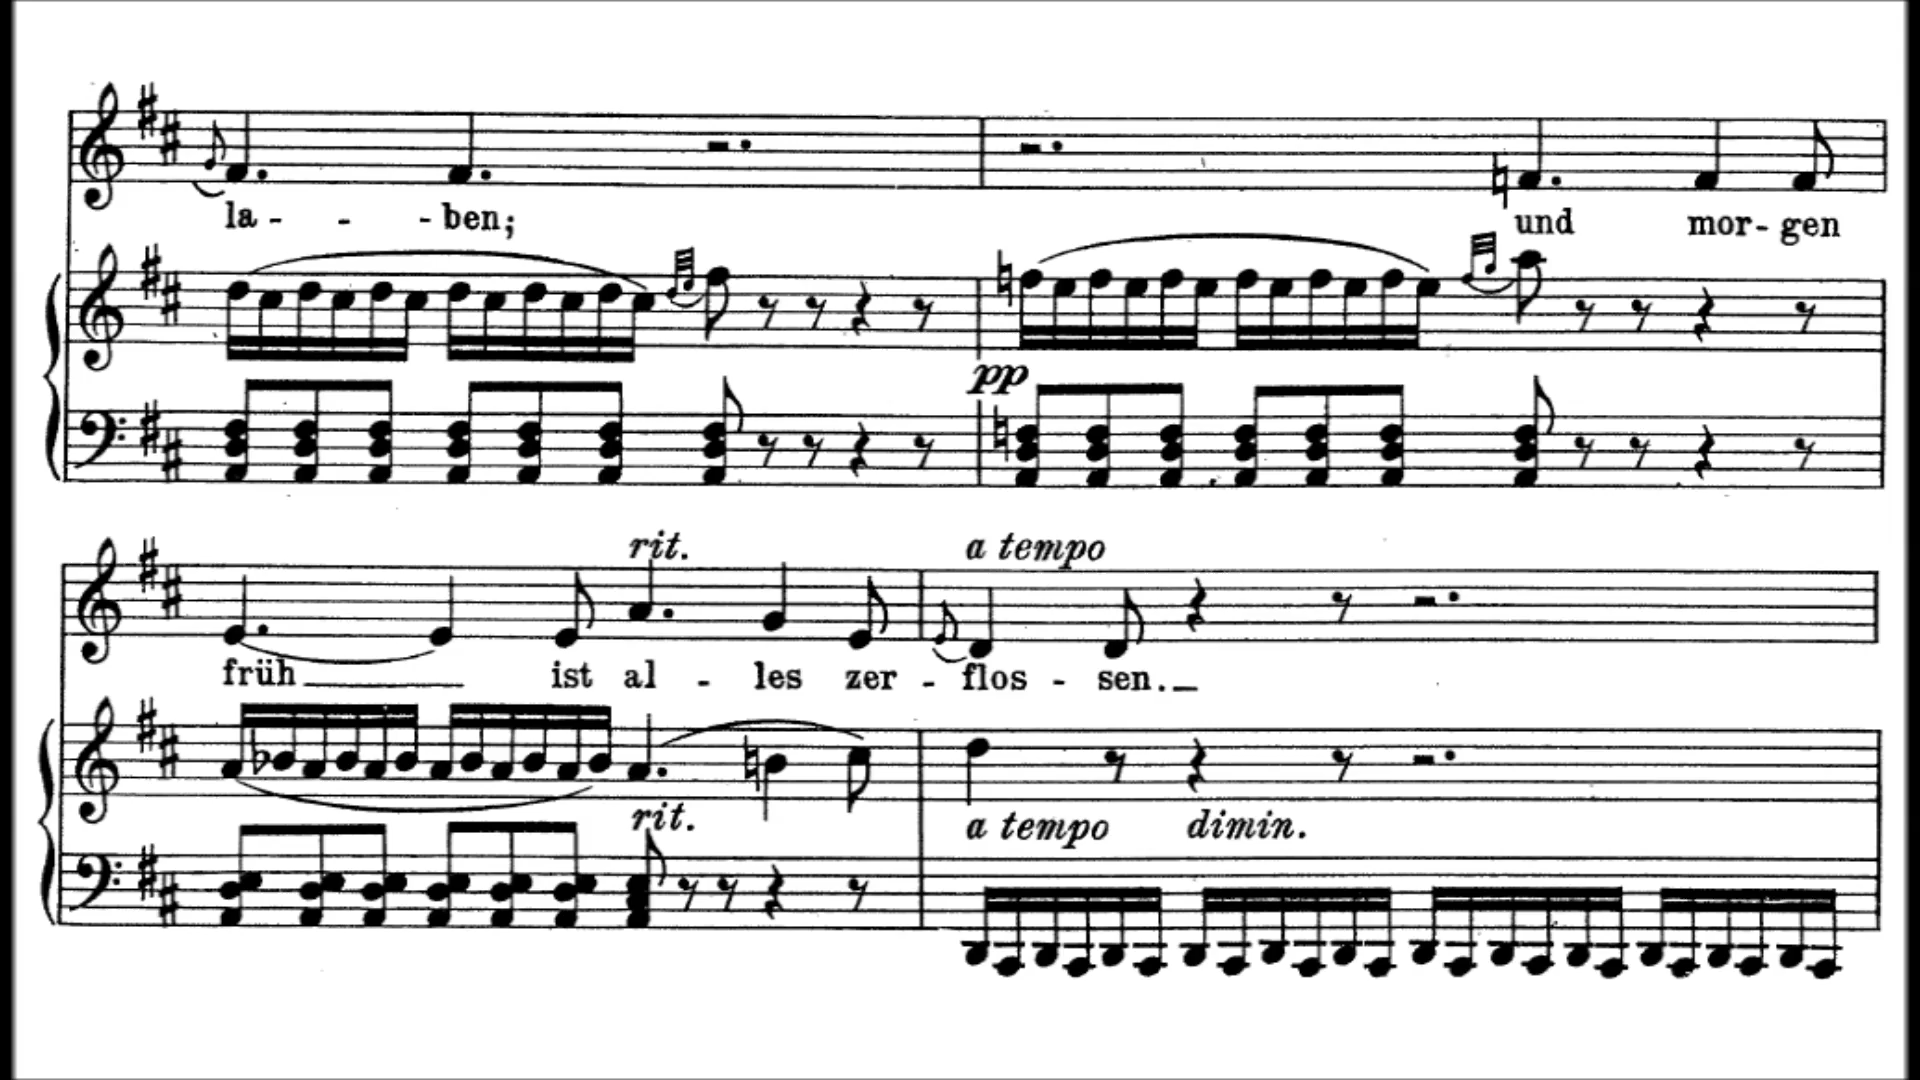 la - - - ben; und mor - gen
pp
rit. a tempo
früh ist al - les zer - flos - sen.
rit. a tempo dimin.